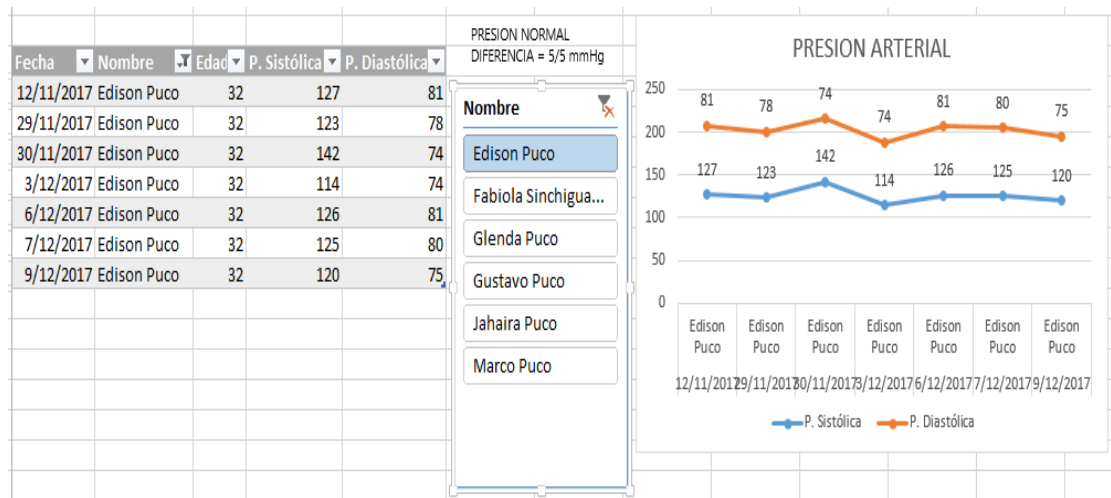 PRESION NORMAL
DIFERENCIA = 5/5 mmHg
Fecha Nombre Edad P. Sistólica P. Diastólica
12/11/2017 Edison Puco 32 127 81
29/11/2017 Edison Puco 32 123 78
30/11/2017 Edison Puco 32 142 74
3/12/2017 Edison Puco 32 114 74
6/12/2017 Edison Puco 32 126 81
7/12/2017 Edison Puco 32 125 80
9/12/2017 Edison Puco 32 120 75
Nombre
Edison Puco
Fabiola Sinchigua...
Glenda Puco
Gustavo Puco
Jahaira Puco
Marco Puco
PRESION ARTERIAL
250
200
150
100
50
0
81 78 74 74 81 80 75
127 123 142 114 126 125 120
Edison Edison Edison Edison Edison Edison Edison
Puco Puco Puco Puco Puco Puco Puco
12/11/2017 29/11/2017 30/11/2017 3/12/2017 6/12/2017 7/12/2017 9/12/2017
P. Sistólica P. Diastólica